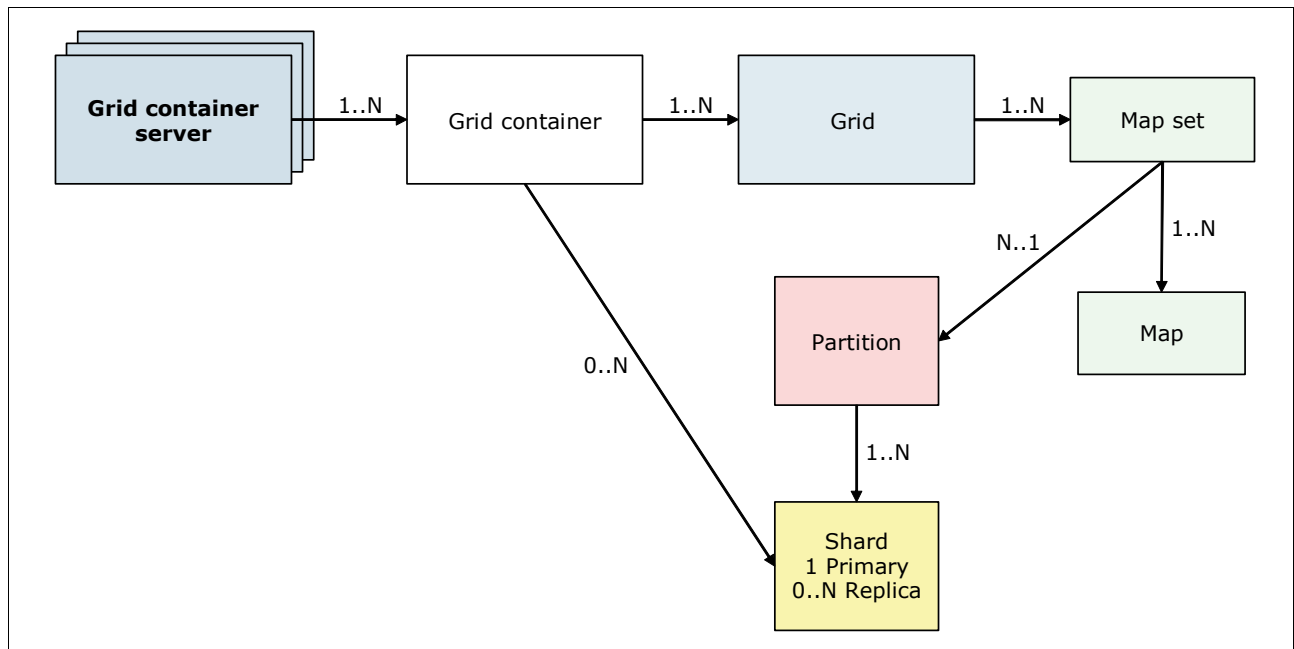 Grid container
server
1..N
Grid container
1..N
Grid
1..N
Map set
N..1
1..N
Partition
Map
0..N
1..N
Shard
1 Primary
0..N Replica